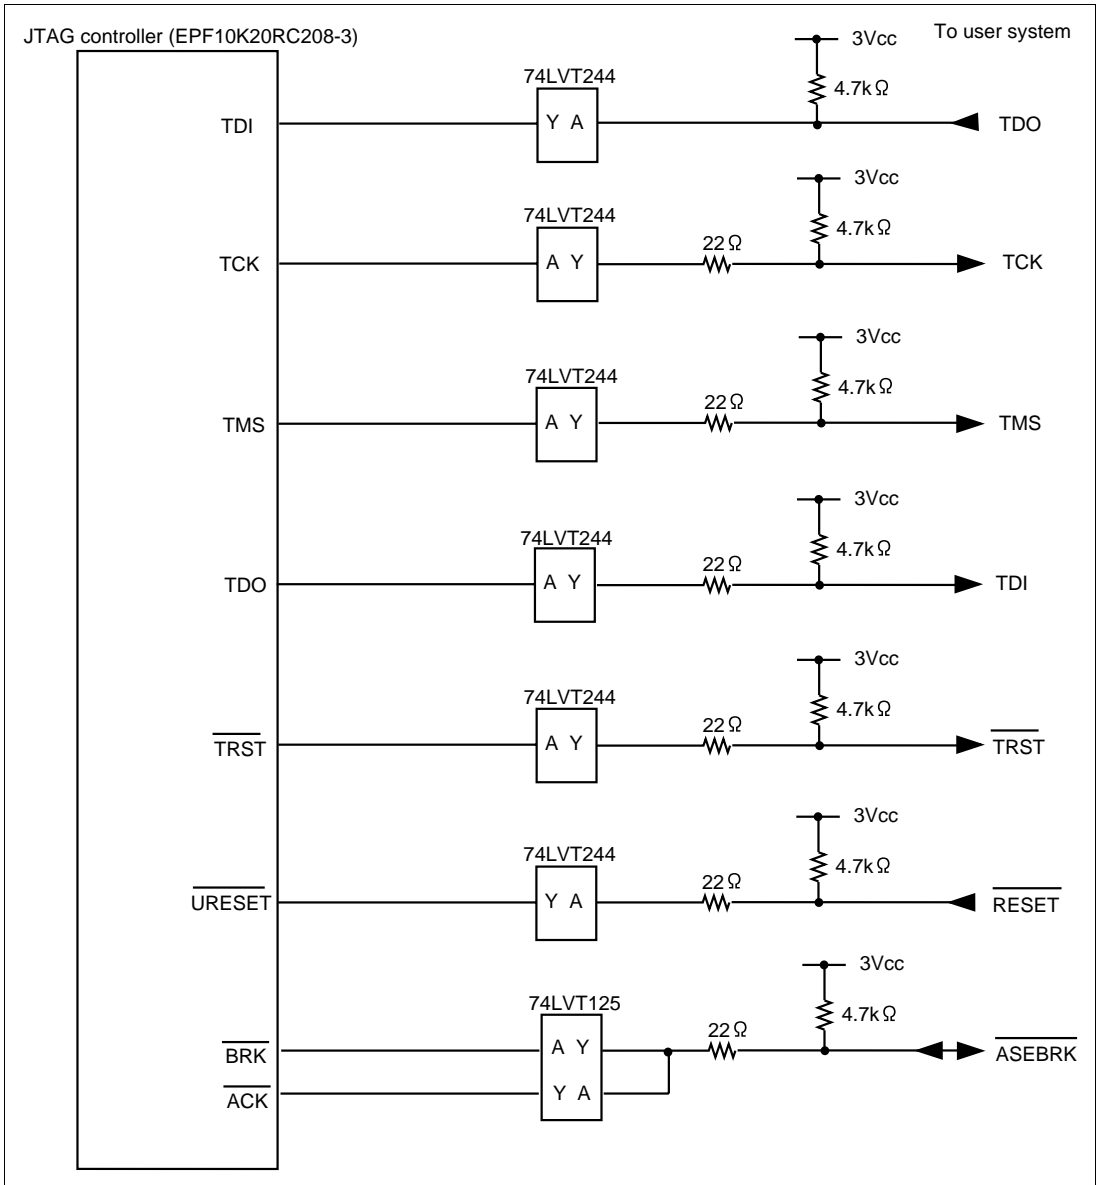 JTAG controller (EPF10K20RC208-3)
To user system
3Vcc
4.7kΩ
74LVT244
TDI
Y A
TDO
3Vcc
4.7kΩ
74LVT244
22Ω
TCK
A Y
TCK
3Vcc
4.7kΩ
74LVT244
22Ω
TMS
A Y
TMS
3Vcc
4.7kΩ
74LVT244
22Ω
TDO
A Y
TDI
3Vcc
4.7kΩ
74LVT244
22Ω
TRST
A Y
TRST
3Vcc
4.7kΩ
74LVT244
22Ω
URESET
Y A
RESET
3Vcc
4.7kΩ
74LVT125
22Ω
BRK
A Y
ASEBRK
ACK
Y A